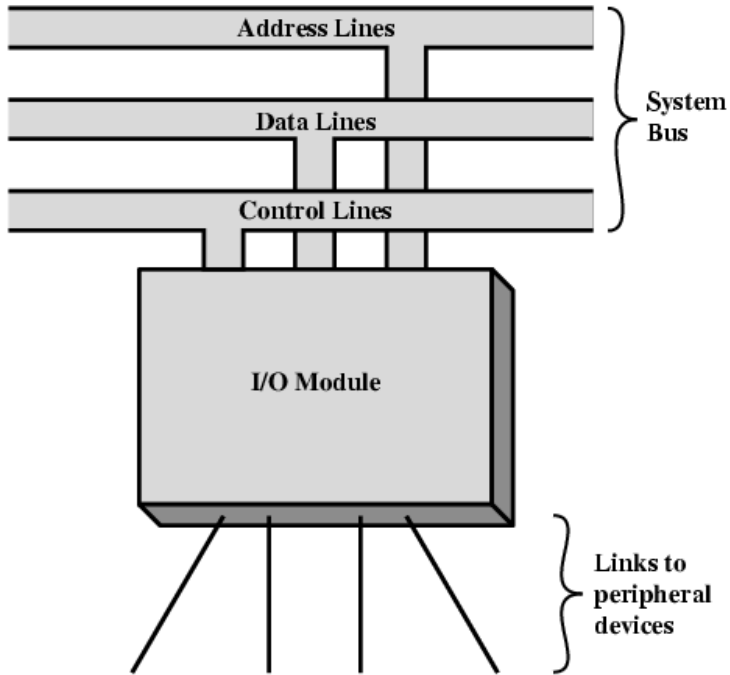 Address Lines
Data Lines
Control Lines
System
Bus
I/O Module
Links to
peripheral
devices